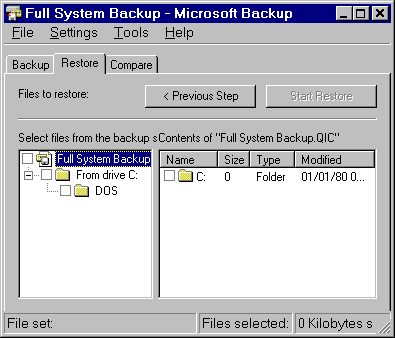 Full System Backup - Microsoft Backup
File Settings Tools Help
Backup Restore Compare
Files to restore: < Previous Step Start Restore
Select files from the backup s Contents of "Full System Backup.QIC"
Full System Backup Name Size Type Modified
From drive C: C: 0 Folder 01/01/80 0...
DOS
File set: Files selected: 0 Kilobytes s